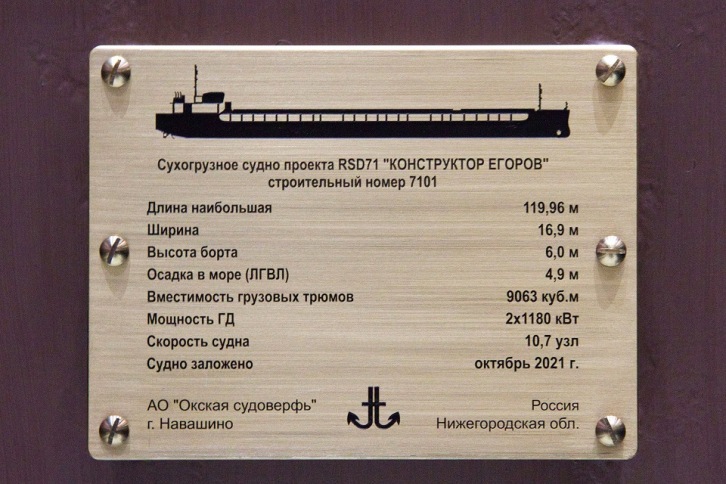 Сухогрузное судно проекта RSD71 "КОНСТРУКТОР ЕГОРОВ"
строительный номер 7101
Длина наибольшая 119,96 м
Ширина 16,9 м
Высота борта 6,0 м
Осадка в море (ЛГВЛ) 4,9 м
Вместимость грузовых трюмов 9063 куб.м
Мощность ГД 2х1180 кВт
Скорость судна 10,7 узл
Судно заложено октябрь 2021 г.
АО "Окская судоверфь" Россия
г. Навашино Нижегородская обл.